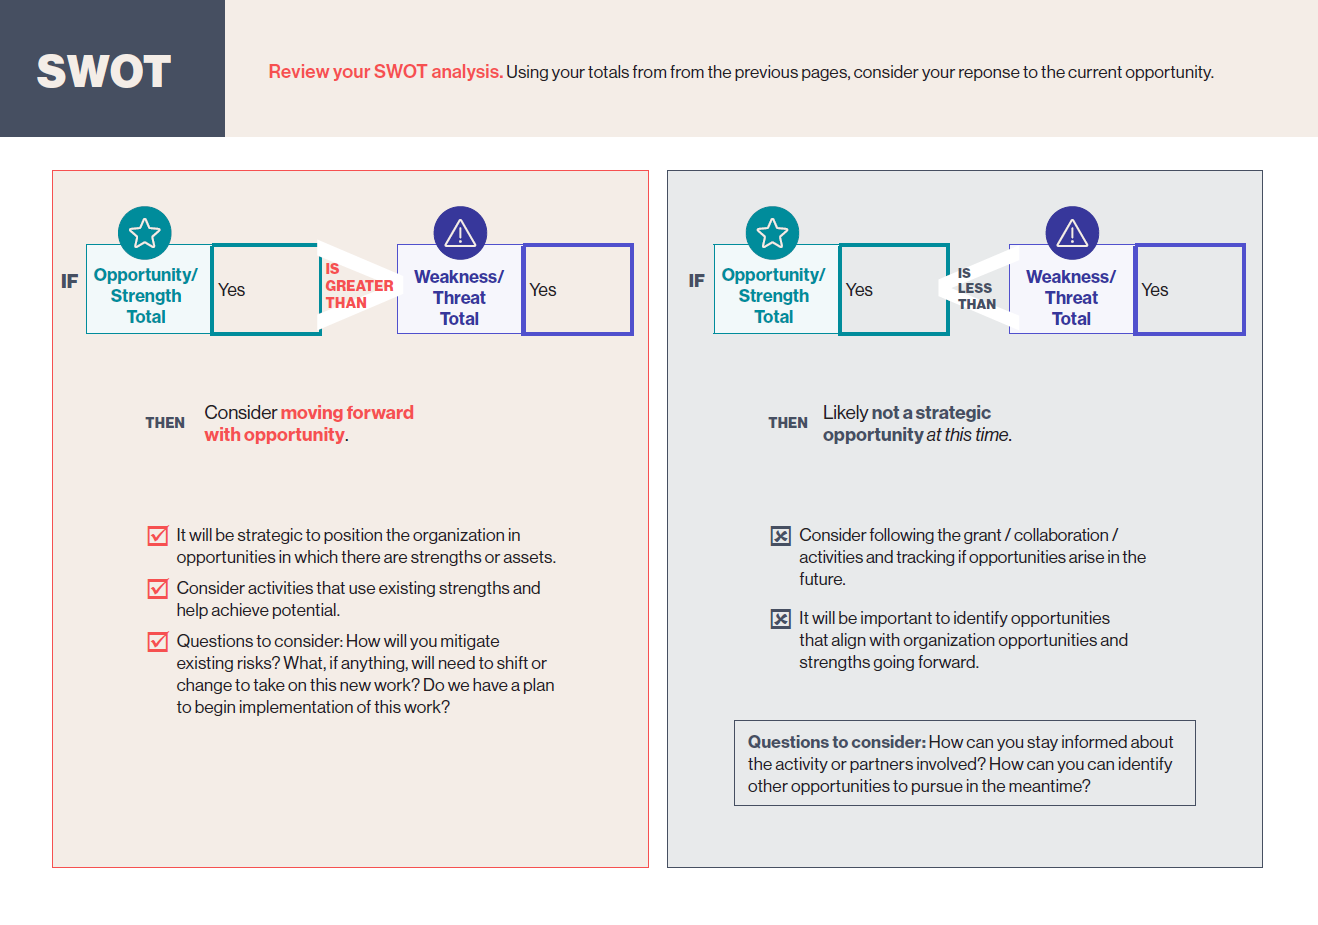 SWOT
Review your SWOT analysis. Using your totals from from the previous pages, consider your reponse to the current opportunity.
IF
Opportunity/
Strength
Total
Yes
IS
GREATER
THAN
Weakness/
Threat
Total
Yes
THEN
Consider moving forward
with opportunity.
It will be strategic to position the organization in
opportunities in which there are strengths or assets.
Consider activities that use existing strengths and
help achieve potential.
Questions to consider: How will you mitigate
existing risks? What, if anything, will need to shift or
change to take on this new work? Do we have a plan
to begin implementation of this work?
IF
Opportunity/
Strength
Total
Yes
IS
LESS
THAN
Weakness/
Threat
Total
Yes
THEN
Likely not a strategic
opportunity at this time.
Consider following the grant / collaboration /
activities and tracking if opportunities arise in the
future.
It will be important to identify opportunities
that align with organization opportunities and
strengths going forward.
Questions to consider: How can you stay informed about
the activity or partners involved? How can you can identify
other opportunities to pursue in the meantime?